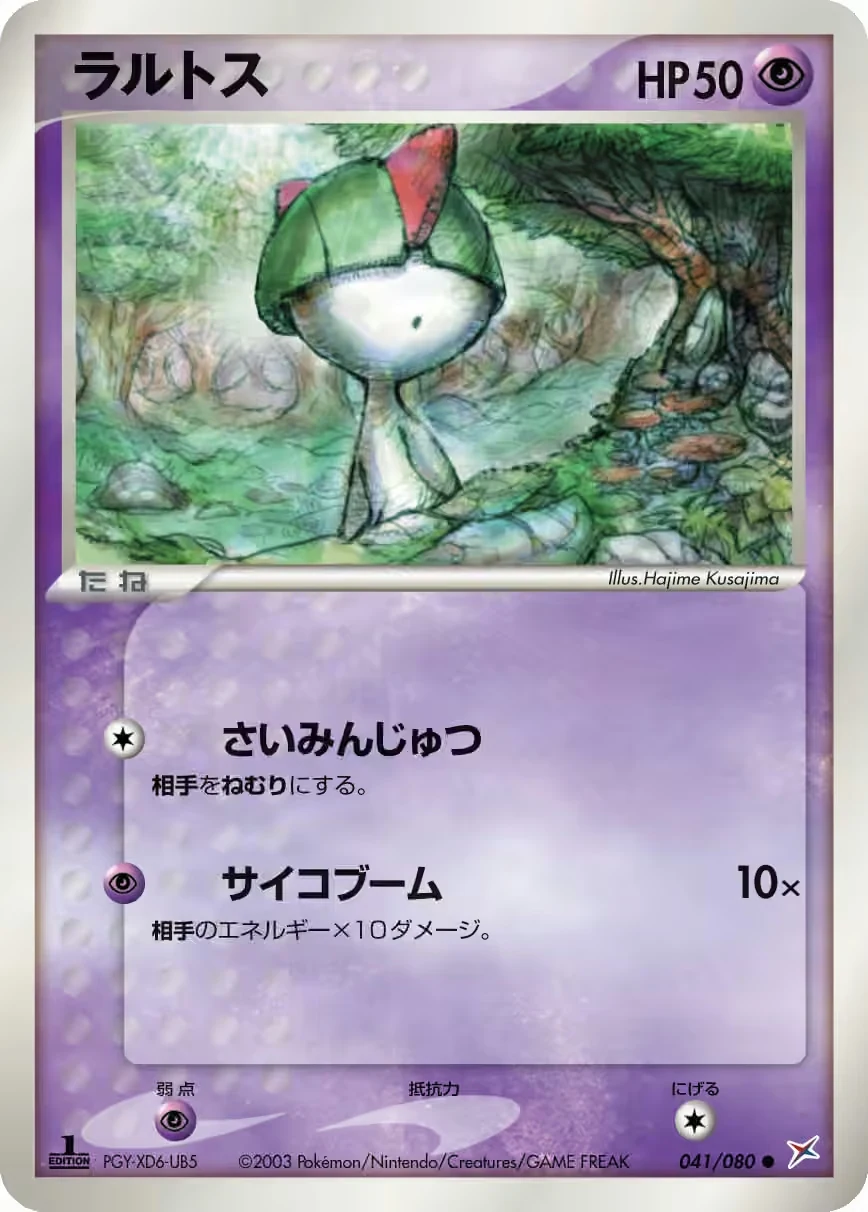 ラルトス HP50
たね Illus.Hajime Kusajima
さいみんじゅつ
相手をねむりにする。
サイコブーム 10×
相手のエネルギー×10ダメージ。
弱点 抵抗力 にげる
1 EDITION PGY-XD6-UB5 ©2003 Pokémon/Nintendo/Creatures/GAME FREAK 041/080